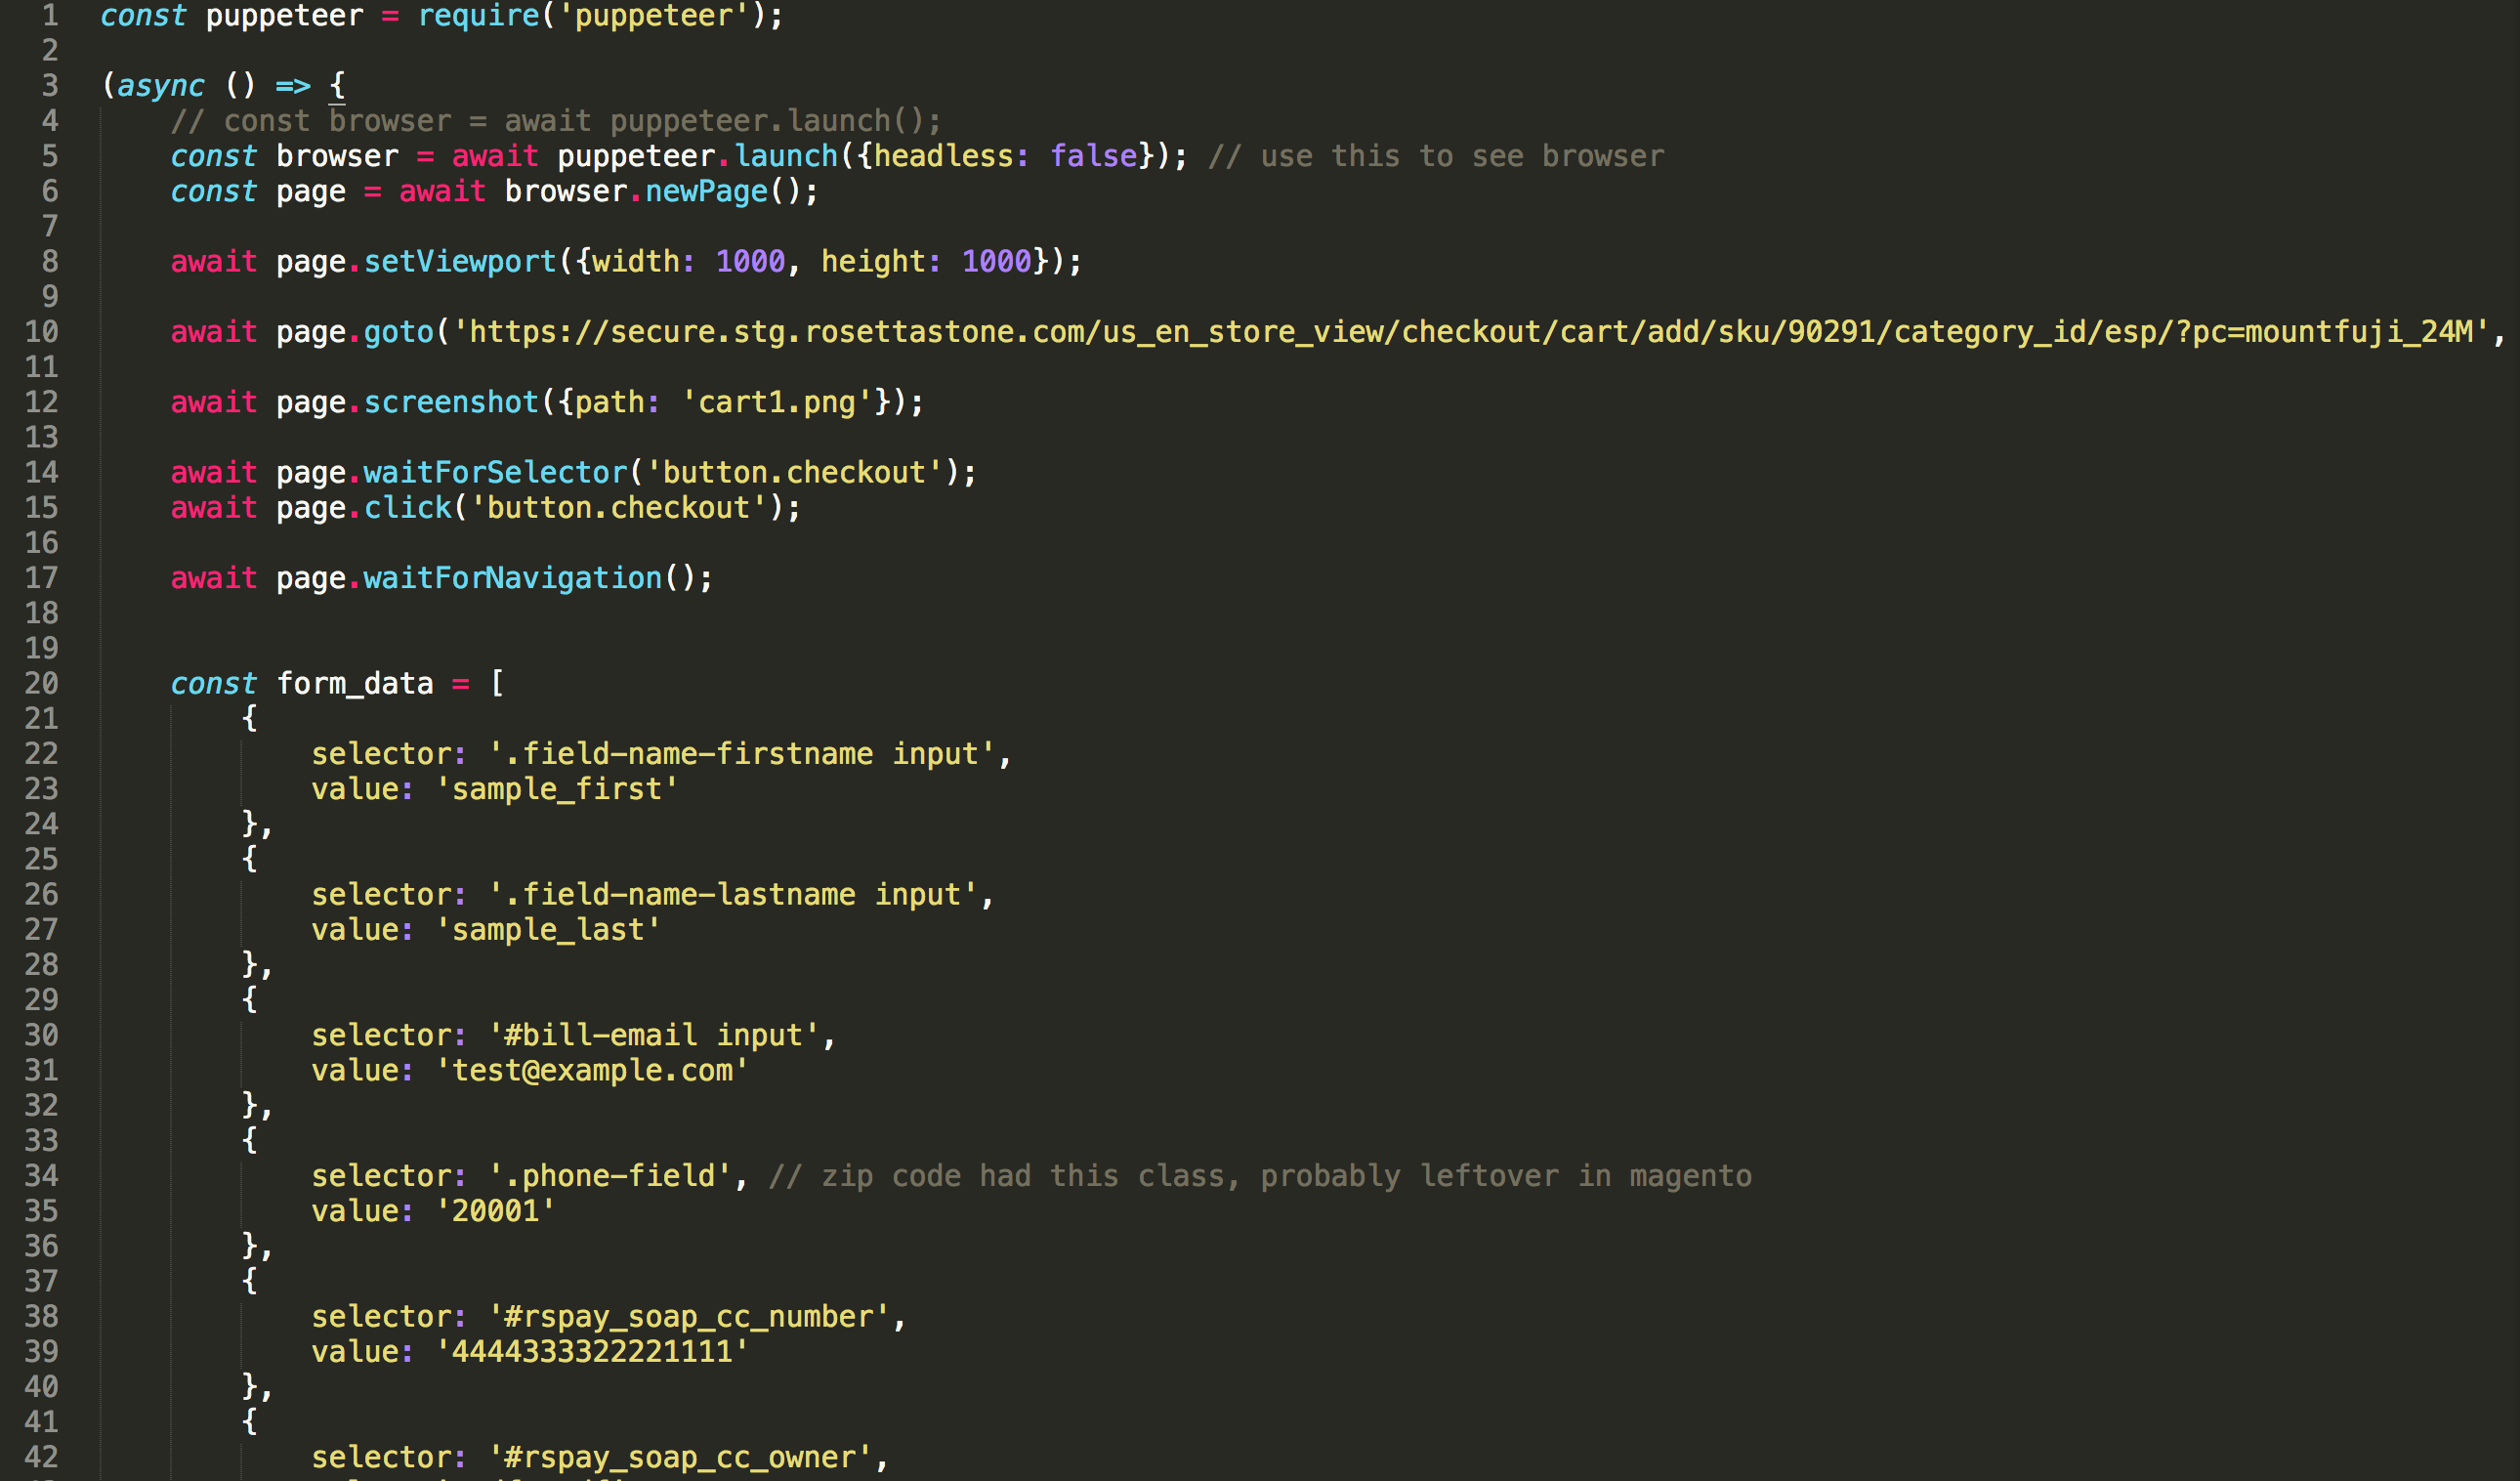 1 const puppeteer = require('puppeteer');
2
3 (async () => {
4 // const browser = await puppeteer.launch();
5 const browser = await puppeteer.launch({headless: false}); // use this to see browser
6 const page = await browser.newPage();
7
8 await page.setViewport({width: 1000, height: 1000});
9
10 await page.goto('https://secure.stg.rosettastone.com/us_en_store_view/checkout/cart/add/sku/90291/category_id/esp/?pc=mountfuji_24M',
11
12 await page.screenshot({path: 'cart1.png'});
13
14 await page.waitForSelector('button.checkout');
15 await page.click('button.checkout');
16
17 await page.waitForNavigation();
18
19
20 const form_data = [
21 {
22 selector: '.field-name-firstname input',
23 value: 'sample_first'
24 },
25 {
26 selector: '.field-name-lastname input',
27 value: 'sample_last'
28 },
29 {
30 selector: '#bill-email input',
31 value: 'test@example.com'
32 },
33 {
34 selector: '.phone-field', // zip code had this class, probably leftover in magento
35 value: '20001'
36 },
37 {
38 selector: '#rspay_soap_cc_number',
39 value: '4444333322221111'
40 },
41 {
42 selector: '#rspay_soap_cc_owner',